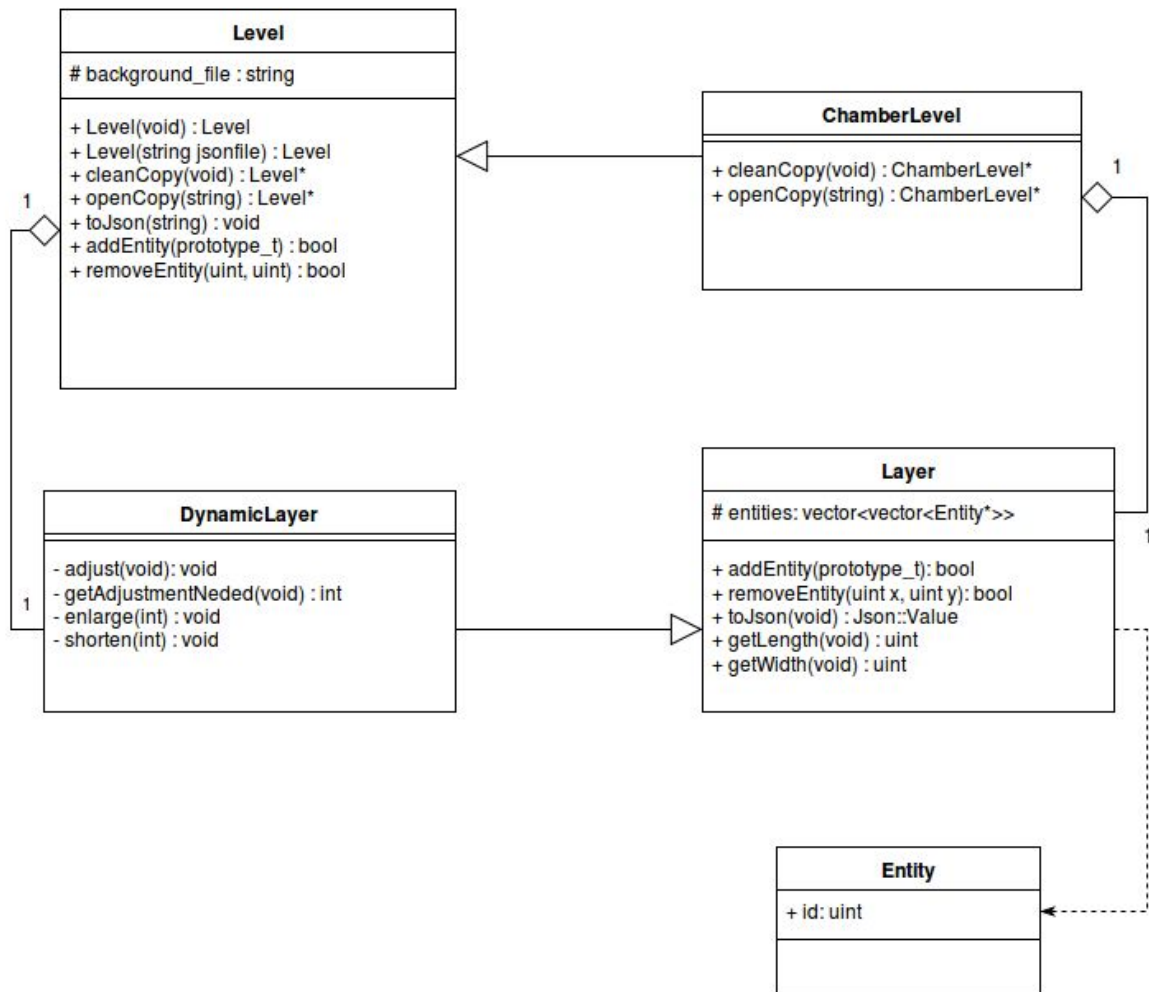 Level
# background_file : string
+ Level(void) : Level
+ Level(string jsonfile) : Level
+ cleanCopy(void) : Level*
+ openCopy(string) : Level*
+ toJson(string) : void
+ addEntity(prototype_t) : bool
+ removeEntity(uint, uint) : bool
1
ChamberLevel
+ cleanCopy(void) : ChamberLevel*
+ openCopy(string) : ChamberLevel*
1
DynamicLayer
- adjust(void): void
- getAdjustmentNeded(void) : int
- enlarge(int) : void
- shorten(int) : void
1
Layer
# entities: vector<vector<Entity*>>
+ addEntity(prototype_t): bool
+ removeEntity(uint x, uint y): bool
+ toJson(void) : Json::Value
+ getLength(void) : uint
+ getWidth(void) : uint
1
Entity
+ id: uint